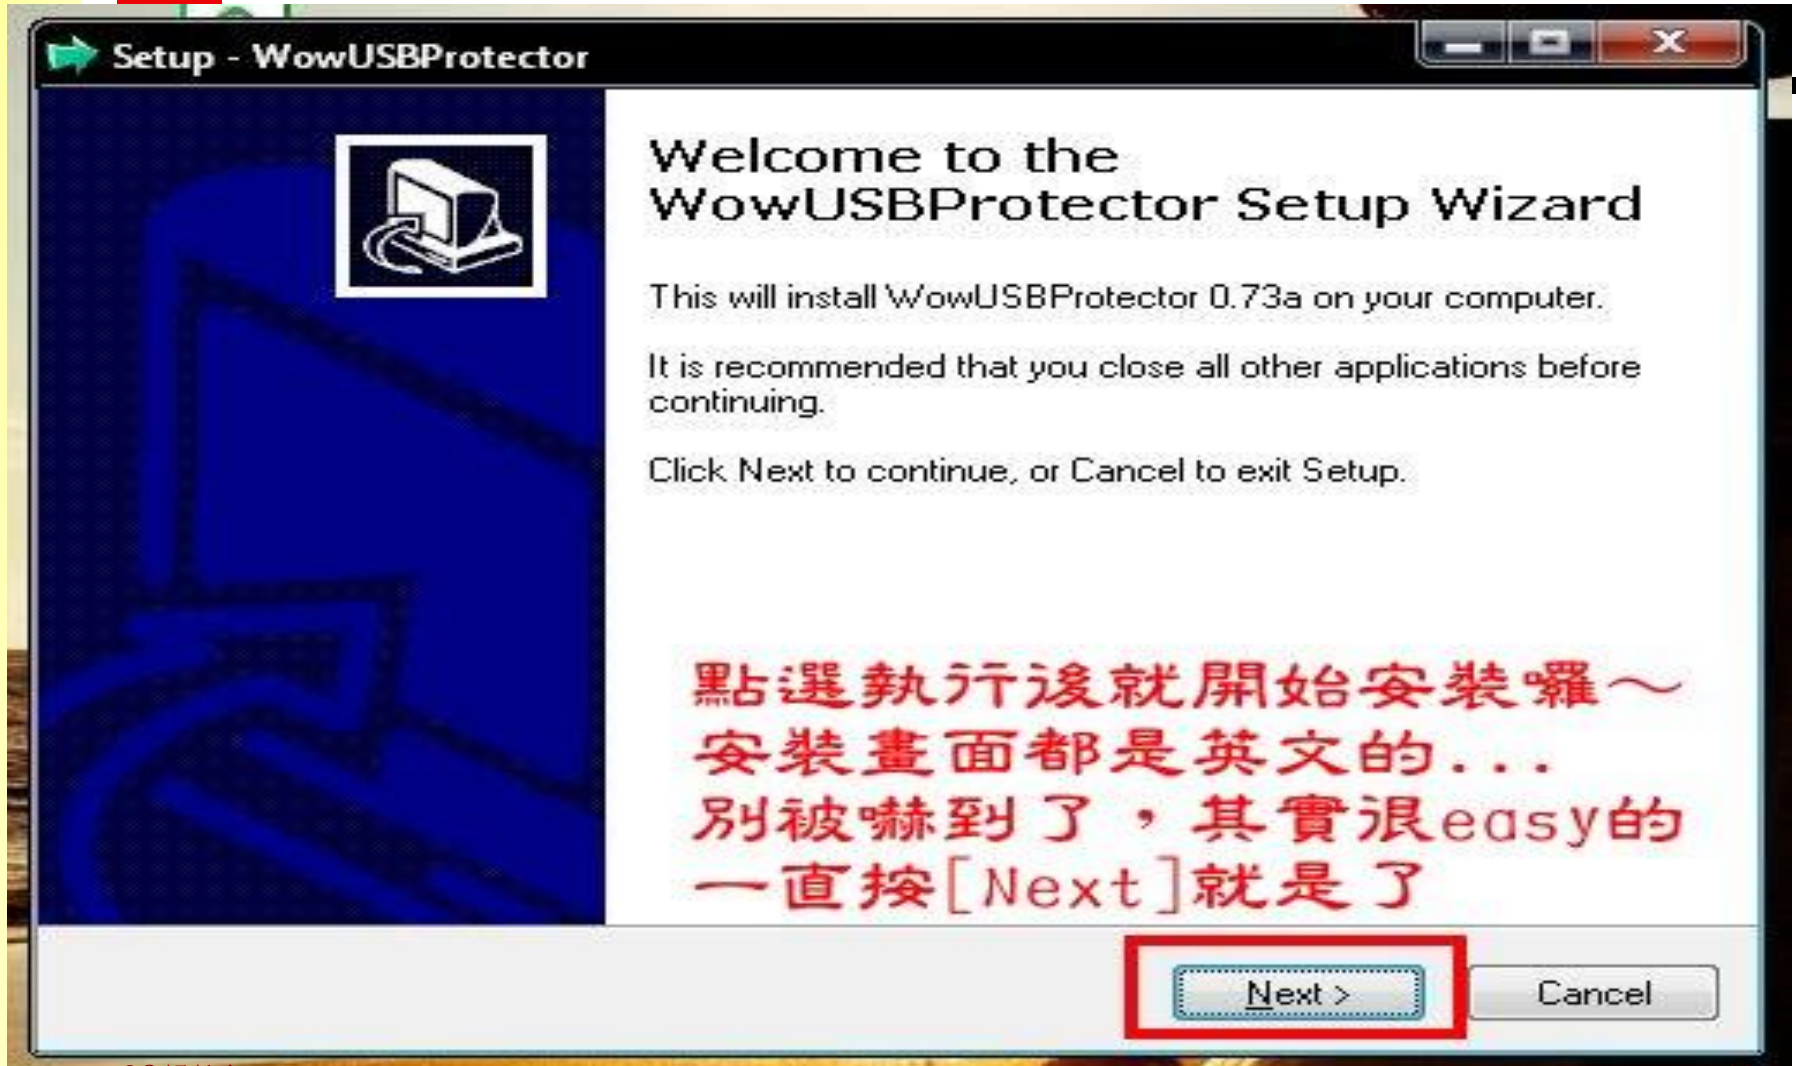 Setup - WowUSBProtector
Welcome to the
WowUSBProtector Setup Wizard
This will install WowUSBProtector 0.73a on your computer.
It is recommended that you close all other applications before
continuing.
Click Next to continue, or Cancel to exit Setup.
點選執行後就開始安裝囉～
安裝畫面都是英文的...
別被嚇到了，其實很easy的
一直按[Next]就是了
Next >
Cancel